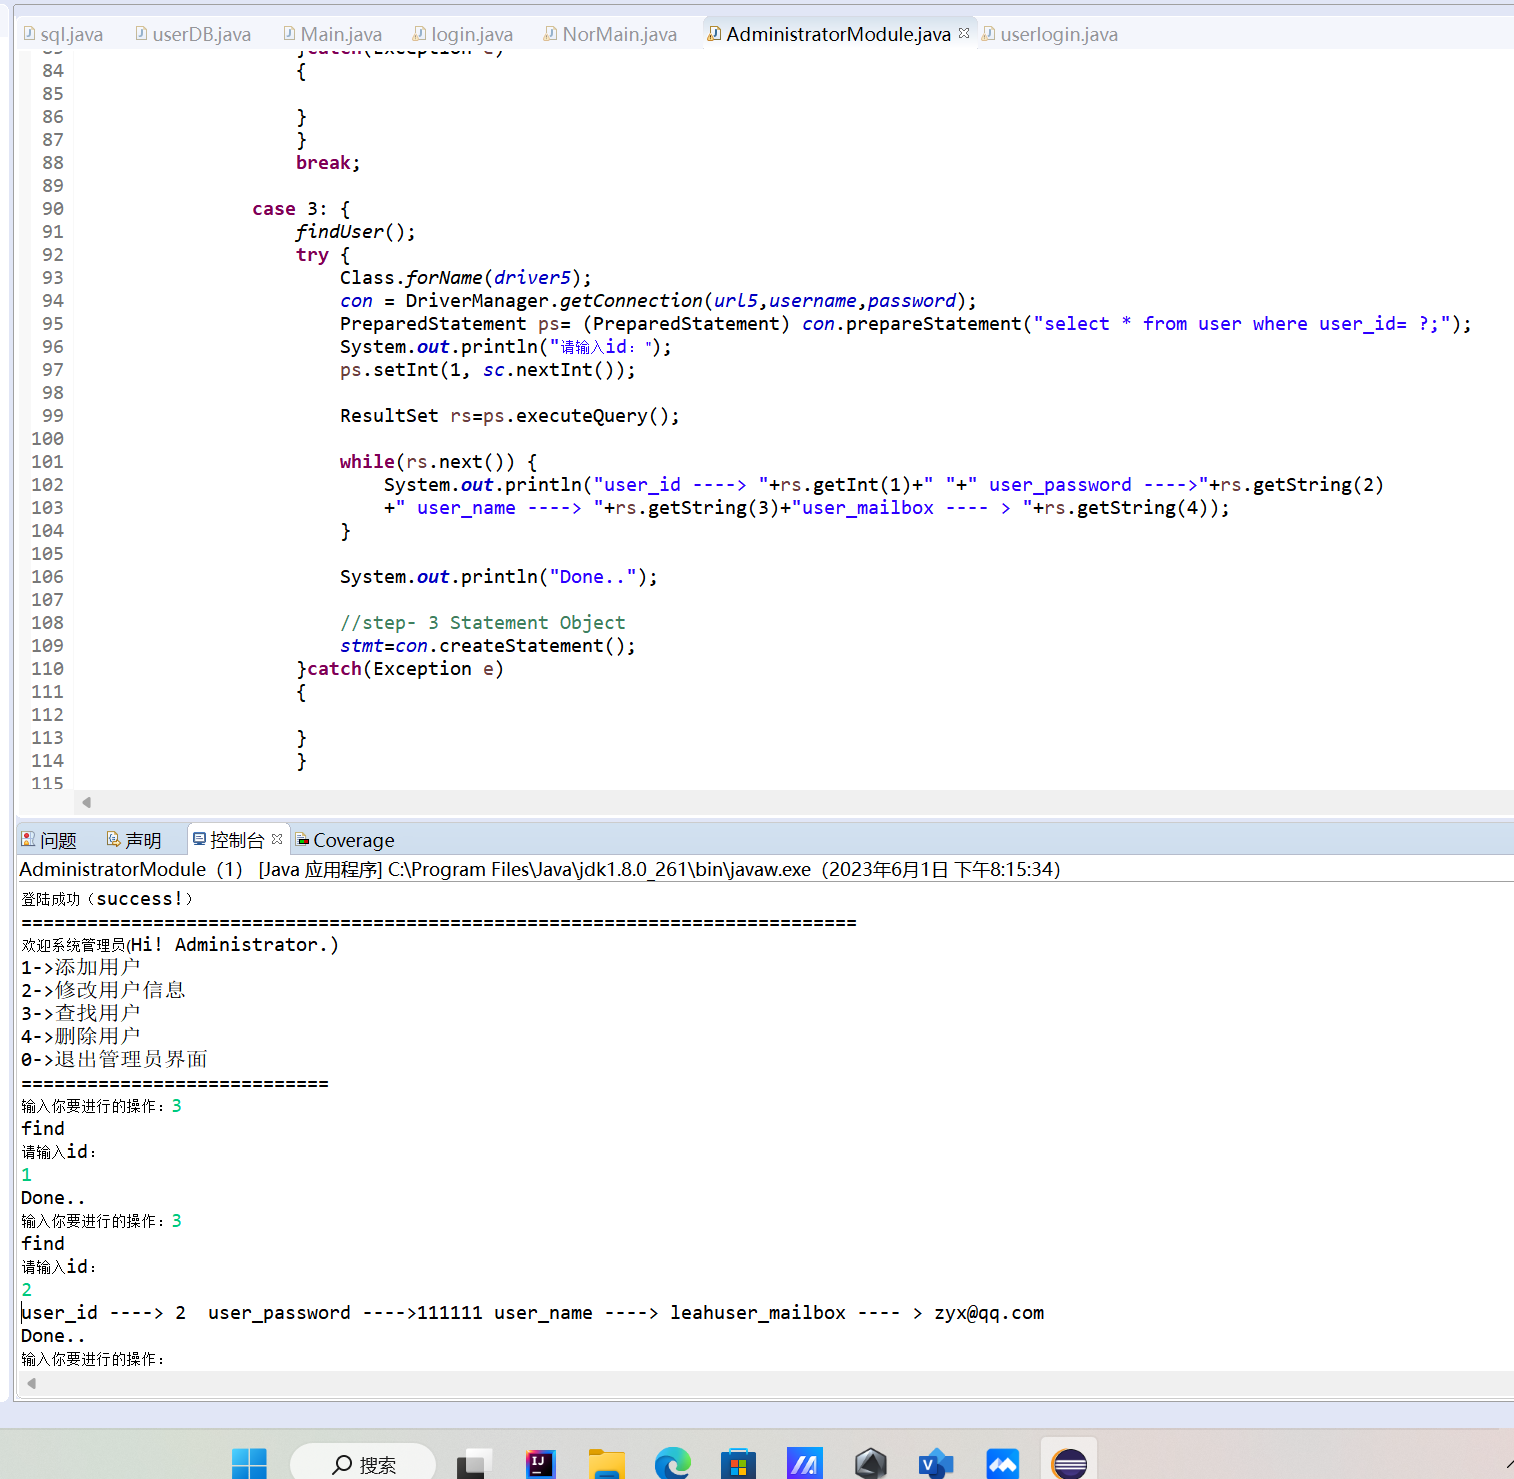 sql.java userDB.java Main.java login.java NorMain.java AdministratorModule.java userlogin.java
83 }catch(Exception e)
84 {
85
86 }
87 }
88 break;
89
90 case 3: {
91 findUser();
92 try {
93 Class.forName(driver5);
94 con = DriverManager.getConnection(url5,username,password);
95 PreparedStatement ps= (PreparedStatement) con.prepareStatement("select * from user where user_id= ?;");
96 System.out.println("请输入id：");
97 ps.setInt(1, sc.nextInt());
98
99 ResultSet rs=ps.executeQuery();
100
101 while(rs.next()) {
102 System.out.println("user_id ----> "+rs.getInt(1)+" "+" user_password ---->"+rs.getString(2)
103 +" user_name ----> "+rs.getString(3)+"user_mailbox ---- > "+rs.getString(4));
104 }
105
106 System.out.println("Done..");
107
108 //step- 3 Statement Object
109 stmt=con.createStatement();
110 }catch(Exception e)
111 {
112
113 }
114 }
115
问题 声明 控制台 Coverage
AdministratorModule（1） [Java 应用程序] C:\Program Files\Java\jdk1.8.0_261\bin\javaw.exe（2023年6月1日 下午8:15:34）
登陆成功（success!）
============================================================================
欢迎系统管理员(Hi! Administrator.)
1->添加用户
2->修改用户信息
3->查找用户
4->删除用户
0->退出管理员界面
============================
输入你要进行的操作：3
find
请输入id：
1
Done..
输入你要进行的操作：3
find
请输入id：
2
user_id ----> 2  user_password ---->111111 user_name ----> leahuser_mailbox ---- > zyx@qq.com
Done..
输入你要进行的操作：
搜索